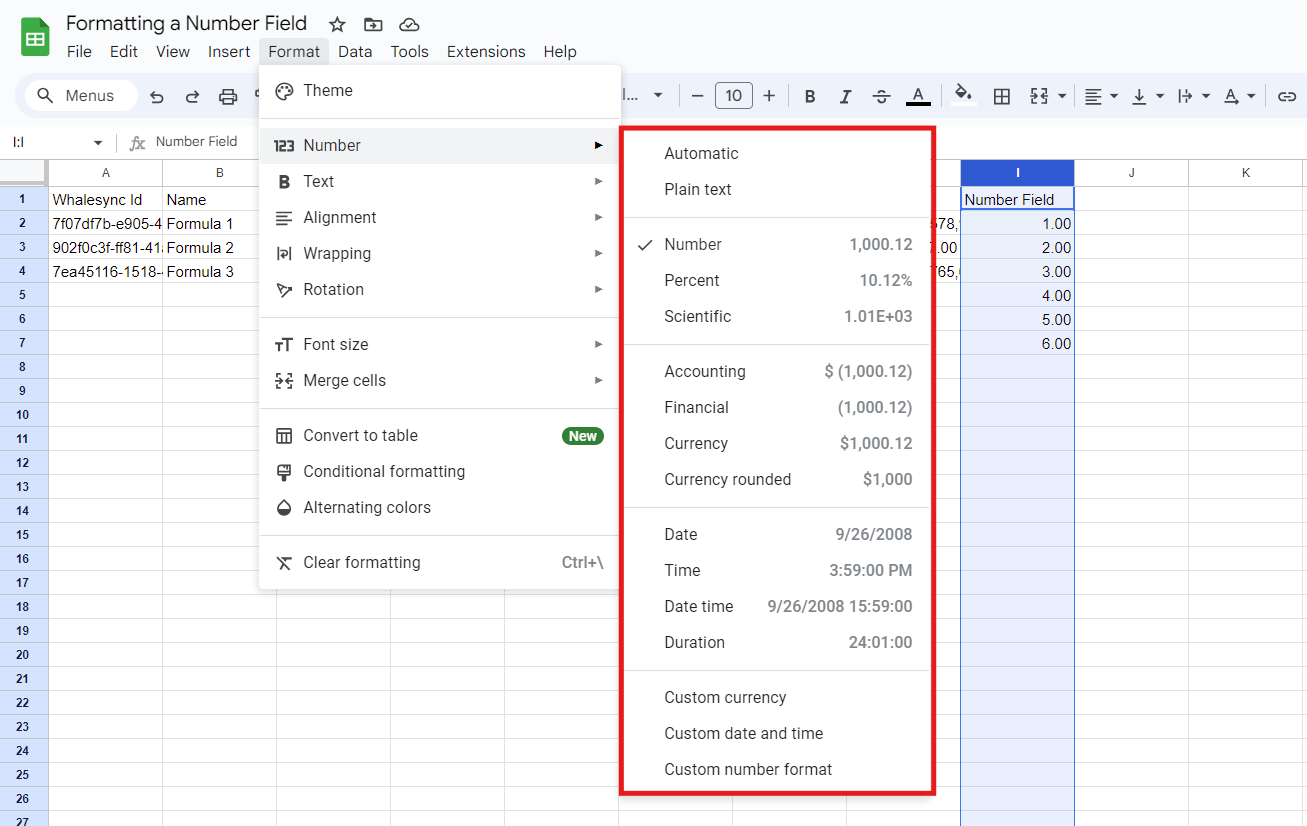 Formatting a Number Field
File Edit View Insert Format Data Tools Extensions Help
Menus 10 B I A
I:I fx Number Field
Theme
123 Number
B Text
Alignment
Wrapping
Rotation
Font size
Merge cells
Convert to table New
Conditional formatting
Alternating colors
Clear formatting Ctrl+\
Automatic
Plain text
Number 1,000.12
Percent 10.12%
Scientific 1.01E+03
Accounting $ (1,000.12)
Financial (1,000.12)
Currency $1,000.12
Currency rounded $1,000
Date 9/26/2008
Time 3:59:00 PM
Date time 9/26/2008 15:59:00
Duration 24:01:00
Custom currency
Custom date and time
Custom number format
A B I J K
1 Whalesync Id Name Number Field
2 7f07df7b-e905-4 Formula 1 1.00
3 902f0c3f-ff81-41 Formula 2 2.00
4 7ea45116-1518- Formula 3 3.00
5 4.00
6 5.00
7 6.00
8
9
10
11
12
13
14
15
16
17
18
19
20
21
22
23
24
25
26
27